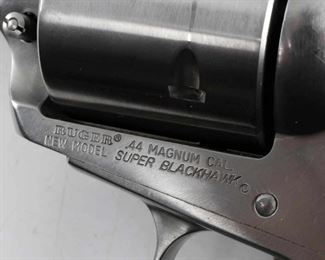 RUGER® .44 MAGNUM CAL.
NEW MODEL SUPER BLACKHAWK